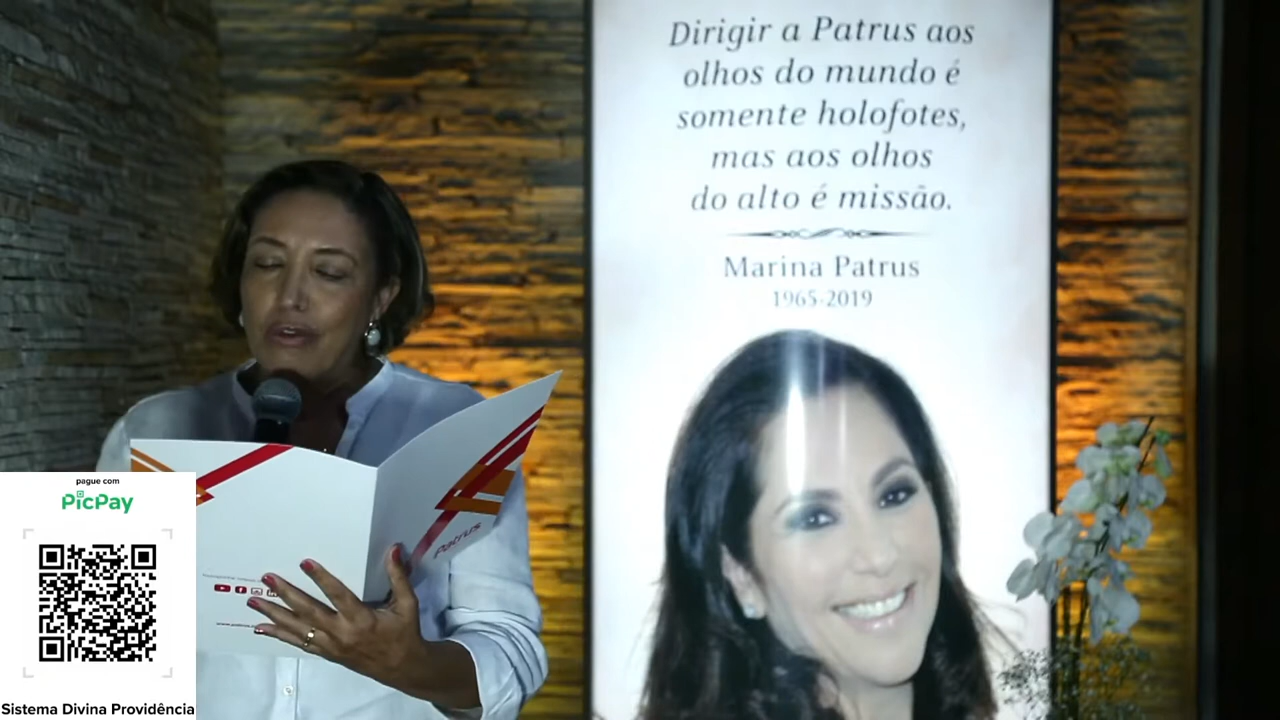 Dirigir a Patrus aos
olhos do mundo é
somente holofotes,
mas aos olhos
do alto é missão.
Marina Patrus
1965-2019
Patrus
pague com
PicPay
Sistema Divina Providência